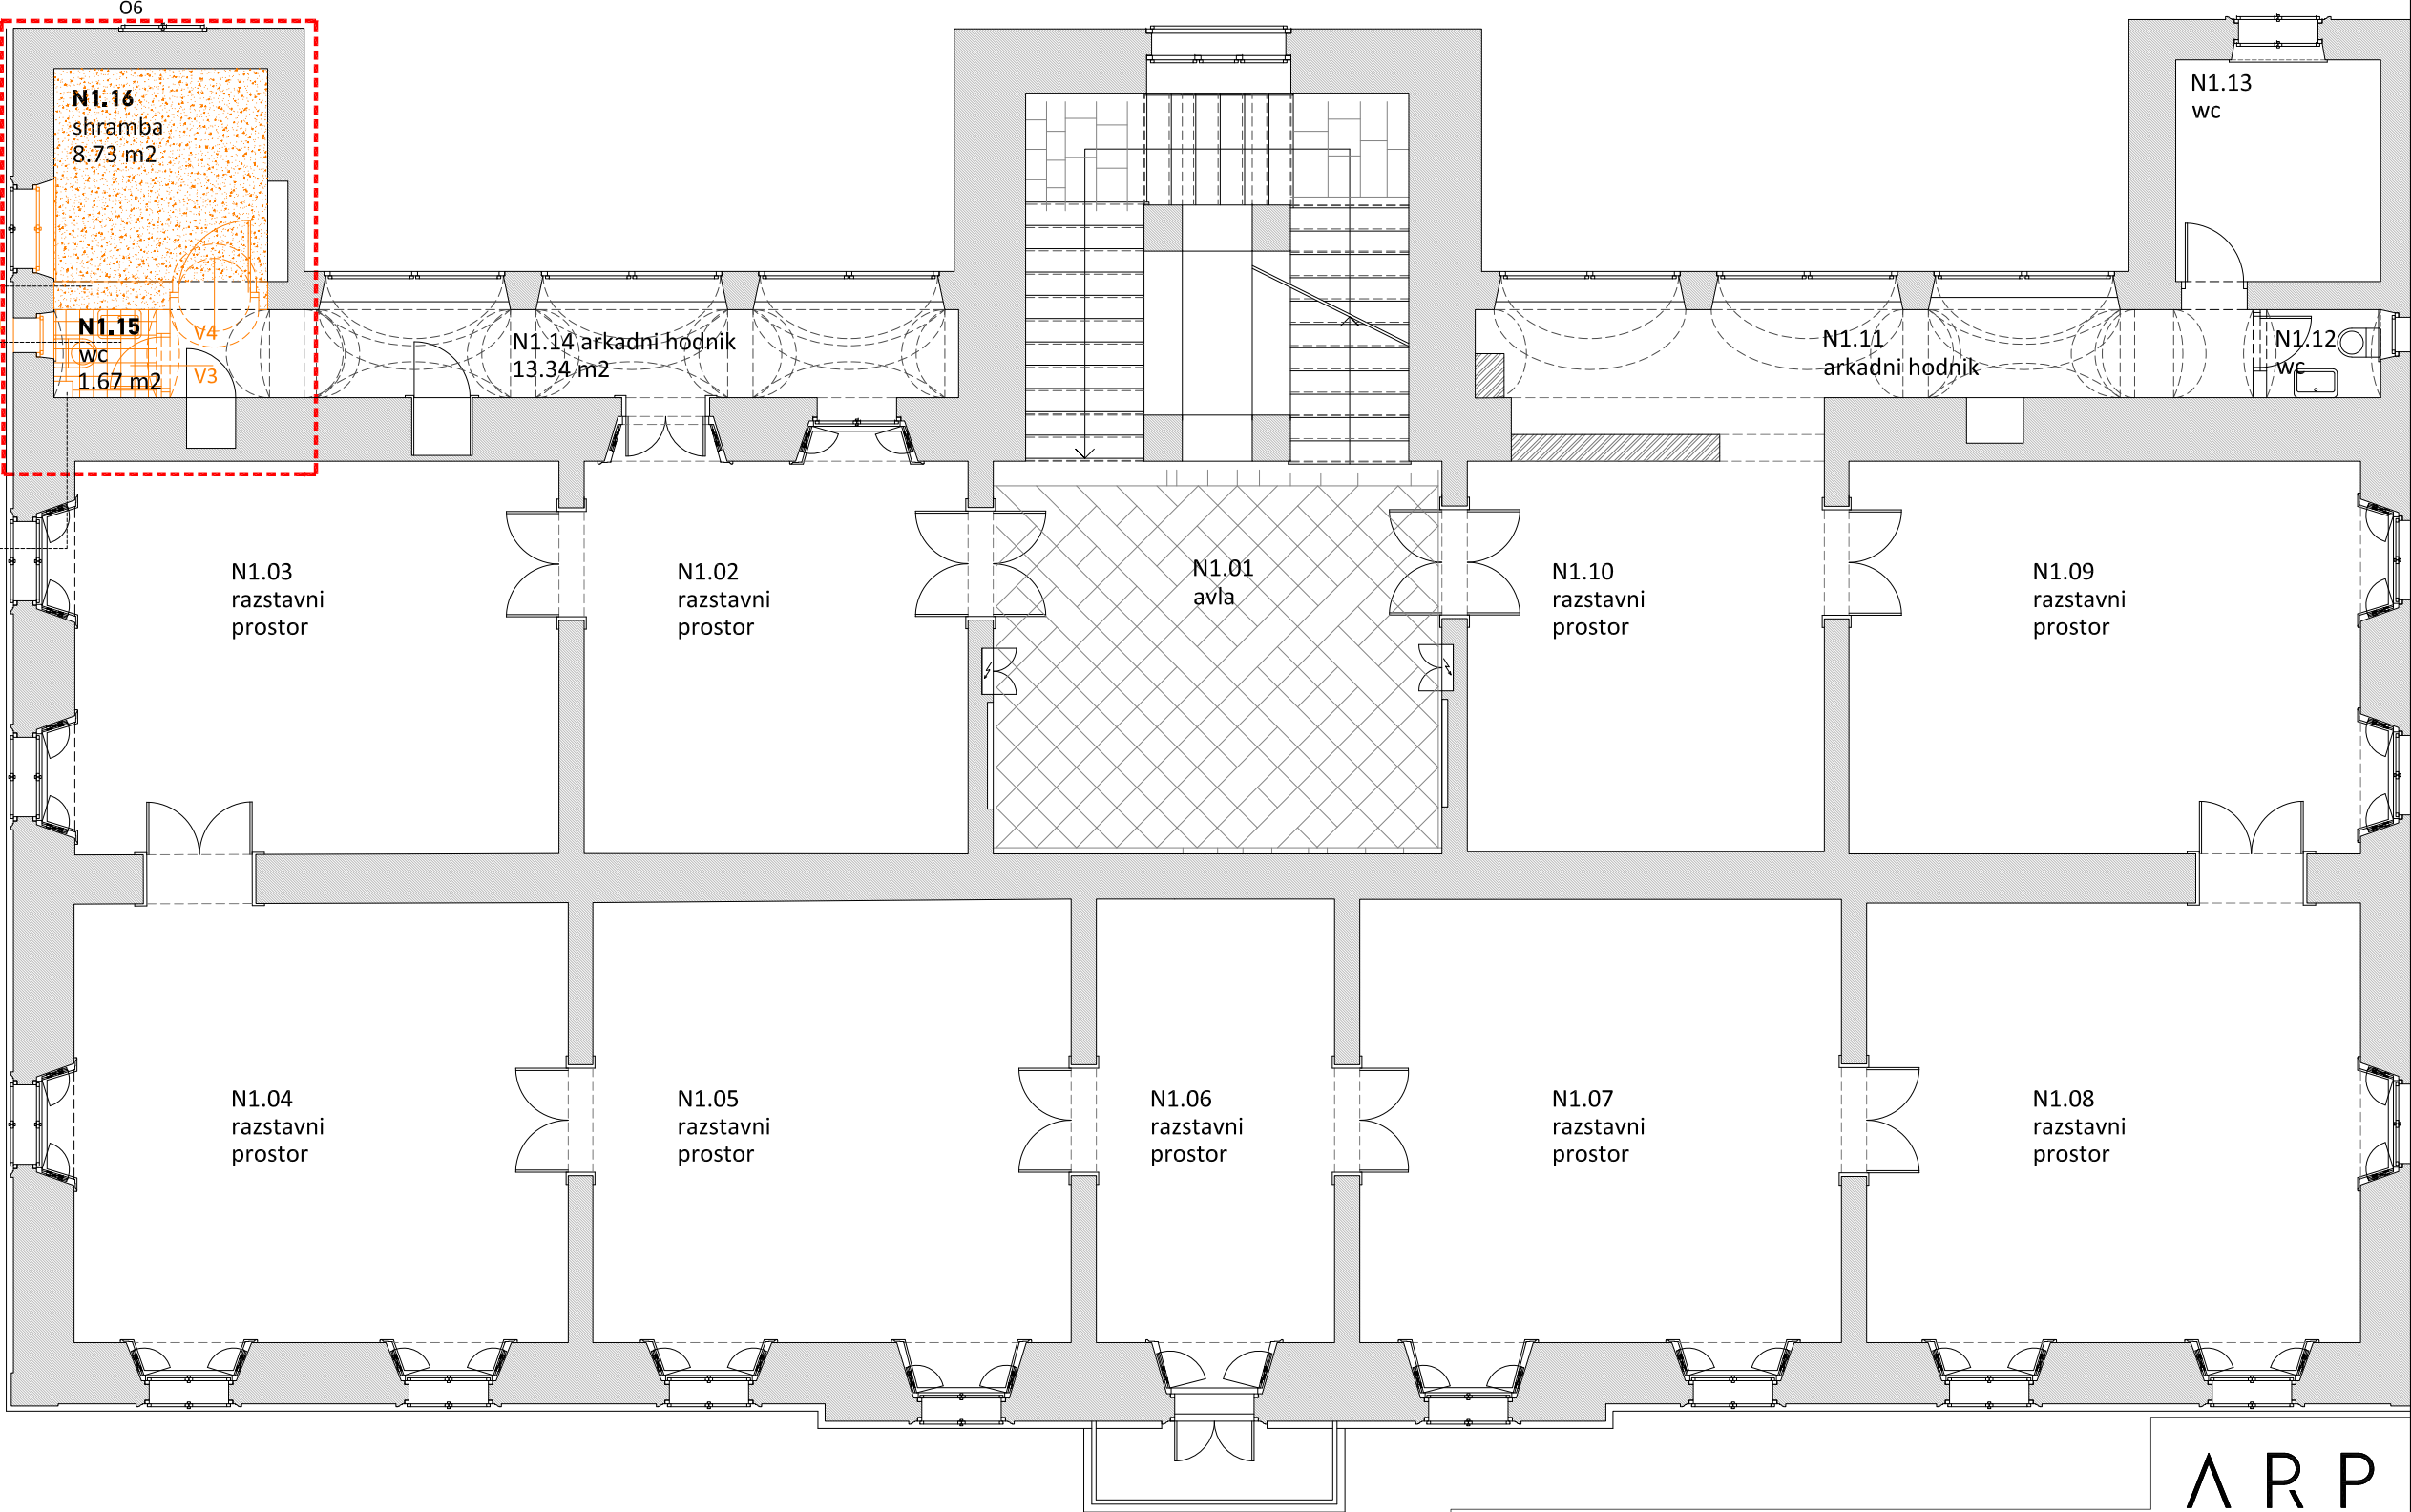 O6
N1.16
shramba
8.73 m2
N1.13
wc
N1.15
wc
1.67 m2
V4
V3
N1.14 arkadni hodnik
13.34 m2
N1.11
arkadni hodnik
N1.12
wc
N1.03
razstavni
prostor
N1.02
razstavni
prostor
N1.01
avla
N1.10
razstavni
prostor
N1.09
razstavni
prostor
N1.04
razstavni
prostor
N1.05
razstavni
prostor
N1.06
razstavni
prostor
N1.07
razstavni
prostor
N1.08
razstavni
prostor
ARP